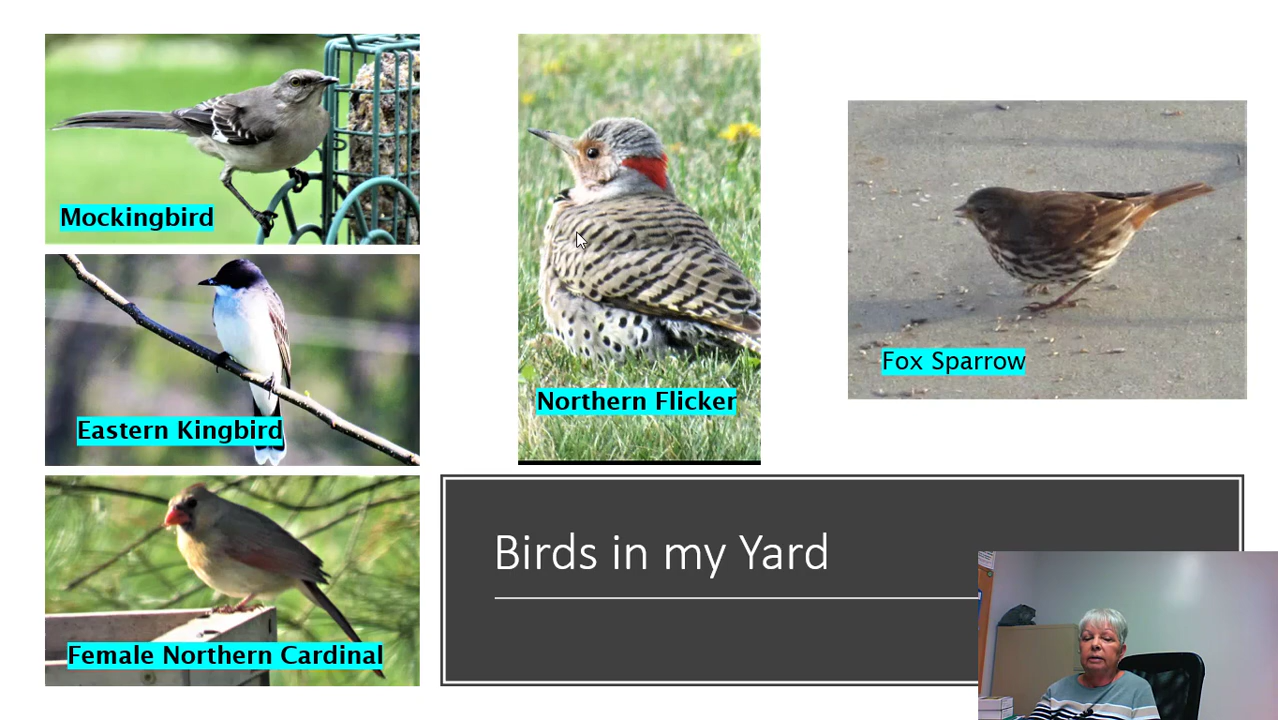 Mockingbird
Eastern Kingbird
Female Northern Cardinal
Northern Flicker
Fox Sparrow
Birds in my Yard